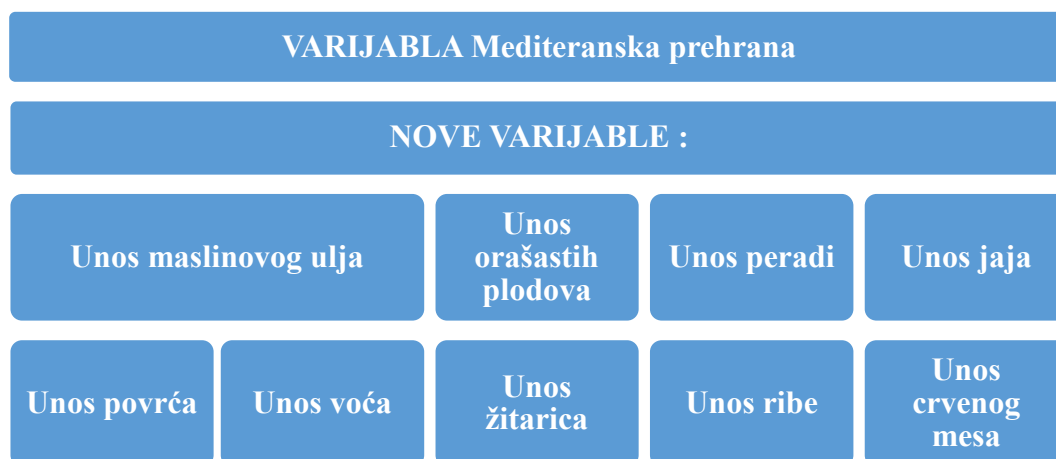 VARIJABLA Mediteranska prehrana
NOVE VARIJABLE :
Unos maslinovog ulja
Unos
orašastih
plodova
Unos peradi
Unos jaja
Unos povrća
Unos voća
Unos
žitarica
Unos ribe
Unos
crvenog
mesa